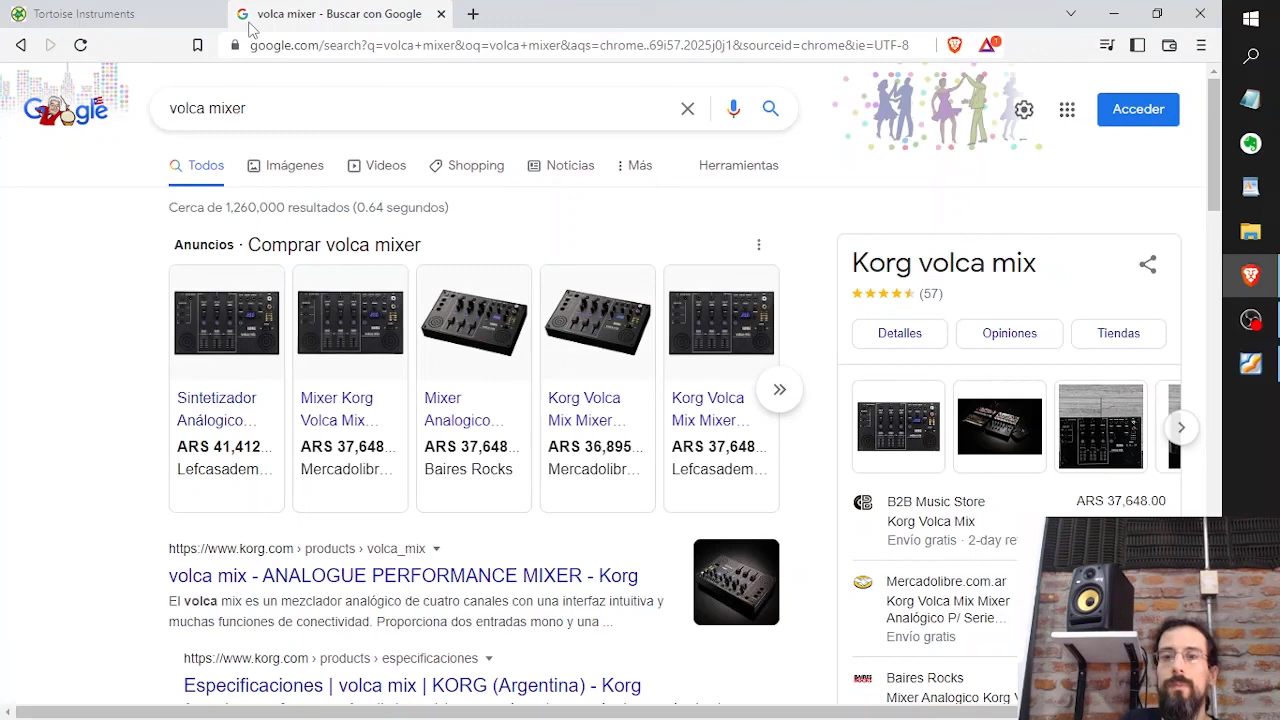 Tortoise Instruments
volca mixer - Buscar con Google
google.com/search?q=volca+mixer&oq=volca+mixer&aqs=chrome..69i57.2025j0j1&sourceid=chrome&ie=UTF-8
Google
volca mixer
Acceder
Todos
Imágenes
Videos
Shopping
Noticias
Más
Herramientas
Cerca de 1,260,000 resultados (0.64 segundos)
Anuncios · Comprar volca mixer
Sintetizador
Análogico...
ARS 41,412...
Lefcasadem...
Mixer Korg
Volca Mix...
ARS 37,648...
Mercadolibr...
Mixer
Analogico...
ARS 37,648...
Baires Rocks
Korg Volca
Mix Mixer...
ARS 36,895...
Mercadolibr...
Korg Volca
Mix Mixer...
ARS 37,648...
Lefcasadem...
https://www.korg.com › products › volca_mix
volca mix - ANALOGUE PERFORMANCE MIXER - Korg
El volca mix es un mezclador analógico de cuatro canales con una interfaz intuitiva y
muchas funciones de conectividad. Proporciona dos entradas mono y una ...
https://www.korg.com › products › especificaciones
Especificaciones | volca mix | KORG (Argentina) - Korg
Korg volca mix
(57)
Detalles
Opiniones
Tiendas
B2B Music Store
ARS 37,648.00
Korg Volca Mix
Envío gratis · 2-day re
Mercadolibre.com.ar
Korg Volca Mix Mixer
Analógico P/ Serie...
Envío gratis
Baires Rocks
Mixer Analogico Korg V